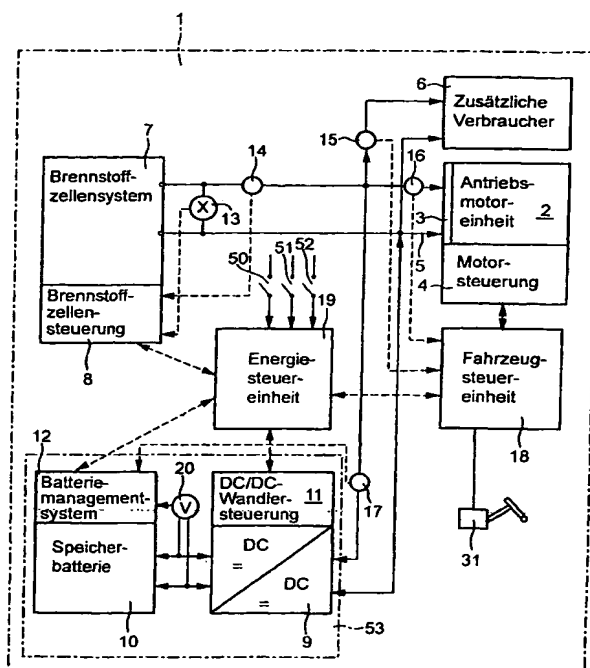 1
7
Brennstoff-
zellensystem
14
X
13
15
6
Zusätzliche
Verbraucher
16
3
Antriebs-
motor-
einheit
2
5
Motor-
steuerung
4
50
51
52
19
Brennstoff-
zellen-
steuerung
8
Energie-
steuer-
einheit
Fahrzeug-
steuer-
einheit
18
12
Batterie-
management-
system
20
V
DC/DC-
Wandler-
steuerung
11
17
31
Speicher-
batterie
10
DC
=
DC
=
9
53